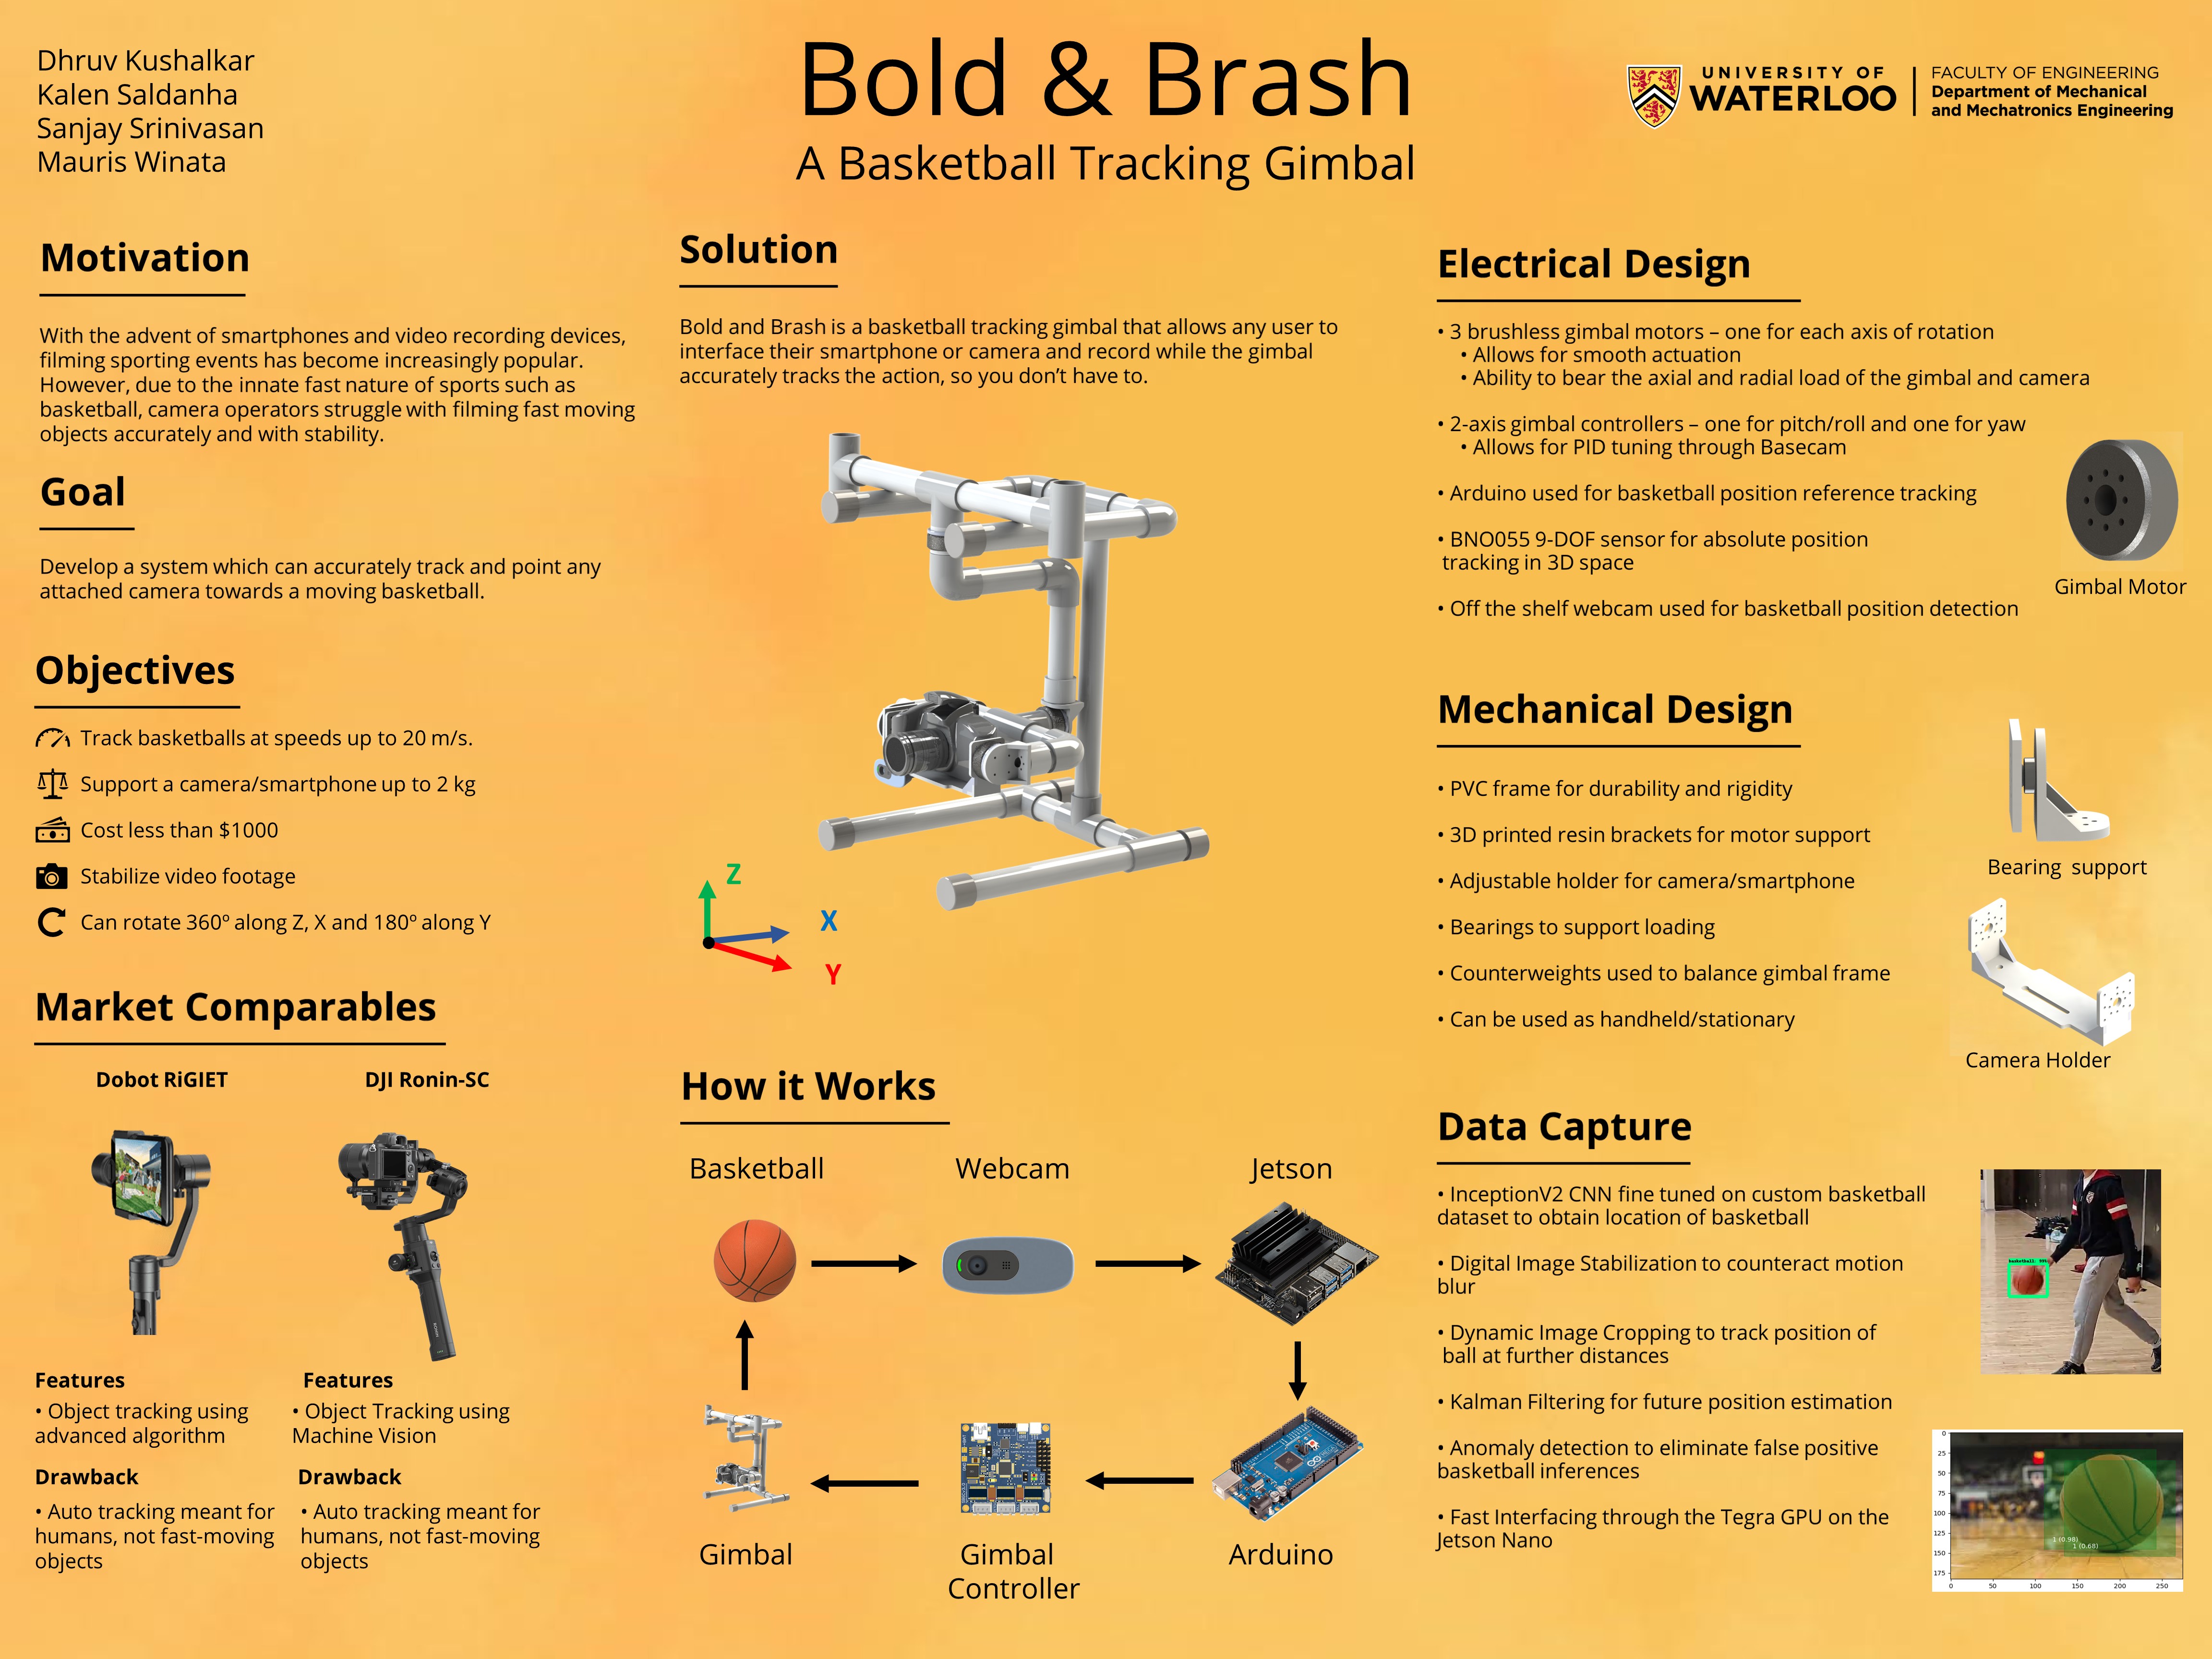 Dhruv Kushalkar
Kalen Saldanha
Sanjay Srinivasan
Mauris Winata
Bold & Brash
A Basketball Tracking Gimbal
UNIVERSITY OF
WATERLOO
FACULTY OF ENGINEERING
Department of Mechanical
and Mechatronics Engineering
Motivation
With the advent of smartphones and video recording devices,
filming sporting events has become increasingly popular.
However, due to the innate fast nature of sports such as
basketball, camera operators struggle with filming fast moving
objects accurately and with stability.
Goal
Develop a system which can accurately track and point any
attached camera towards a moving basketball.
Objectives
Track basketballs at speeds up to 20 m/s.
Support a camera/smartphone up to 2 kg
Cost less than $1000
Stabilize video footage
Can rotate 360º along Z, X and 180º along Y
Market Comparables
Dobot RiGIET
Features
• Object tracking using
advanced algorithm
Drawback
• Auto tracking meant for
humans, not fast-moving
objects
DJI Ronin-SC
Features
• Object Tracking using
Machine Vision
Drawback
• Auto tracking meant for
humans, not fast-moving
objects
Solution
Bold and Brash is a basketball tracking gimbal that allows any user to
interface their smartphone or camera and record while the gimbal
accurately tracks the action, so you don’t have to.
Z
X
Y
How it Works
Basketball
Webcam
Jetson
Gimbal
Gimbal
Controller
Arduino
Electrical Design
• 3 brushless gimbal motors – one for each axis of rotation
• Allows for smooth actuation
• Ability to bear the axial and radial load of the gimbal and camera
• 2-axis gimbal controllers – one for pitch/roll and one for yaw
• Allows for PID tuning through Basecam
• Arduino used for basketball position reference tracking
• BNO055 9-DOF sensor for absolute position
tracking in 3D space
• Off the shelf webcam used for basketball position detection
Gimbal Motor
Mechanical Design
• PVC frame for durability and rigidity
• 3D printed resin brackets for motor support
• Adjustable holder for camera/smartphone
• Bearings to support loading
• Counterweights used to balance gimbal frame
• Can be used as handheld/stationary
Bearing support
Camera Holder
Data Capture
• InceptionV2 CNN fine tuned on custom basketball
dataset to obtain location of basketball
• Digital Image Stabilization to counteract motion
blur
• Dynamic Image Cropping to track position of
ball at further distances
• Kalman Filtering for future position estimation
• Anomaly detection to eliminate false positive
basketball inferences
• Fast Interfacing through the Tegra GPU on the
Jetson Nano
basketball: 99%
0
25
50
75
100
125
150
175
1 (0.98)
1 (0.68)
0 50 100 150 200 250